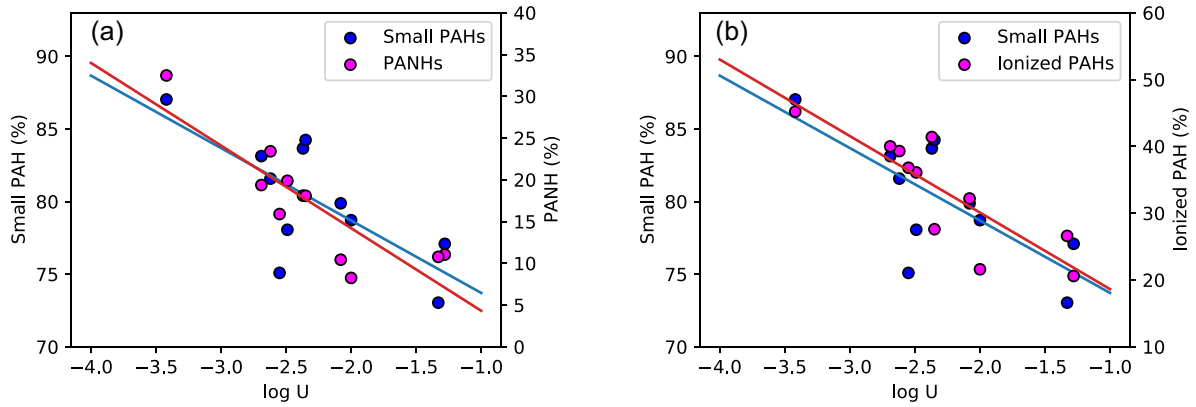 (a)
Small PAHs
PANHs
Small PAH (%)
90
85
80
75
70
40
35
30
25
20
15
10
5
0
PANH (%)
−4.0 −3.5 −3.0 −2.5 −2.0 −1.5 −1.0
log U
(b)
Small PAHs
Ionized PAHs
Small PAH (%)
90
85
80
75
70
60
50
40
30
20
10
Ionized PAH (%)
−4.0 −3.5 −3.0 −2.5 −2.0 −1.5 −1.0
log U